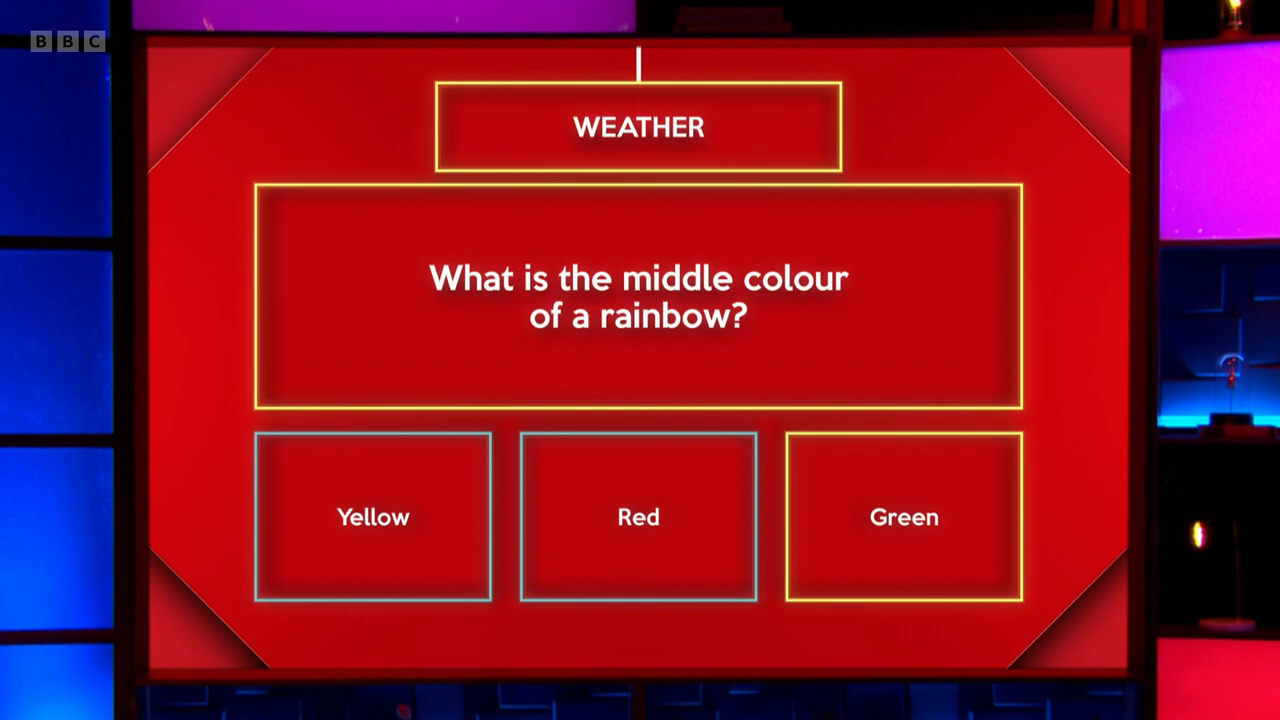 BBC
WEATHER
What is the middle colour
of a rainbow?
Yellow
Red
Green